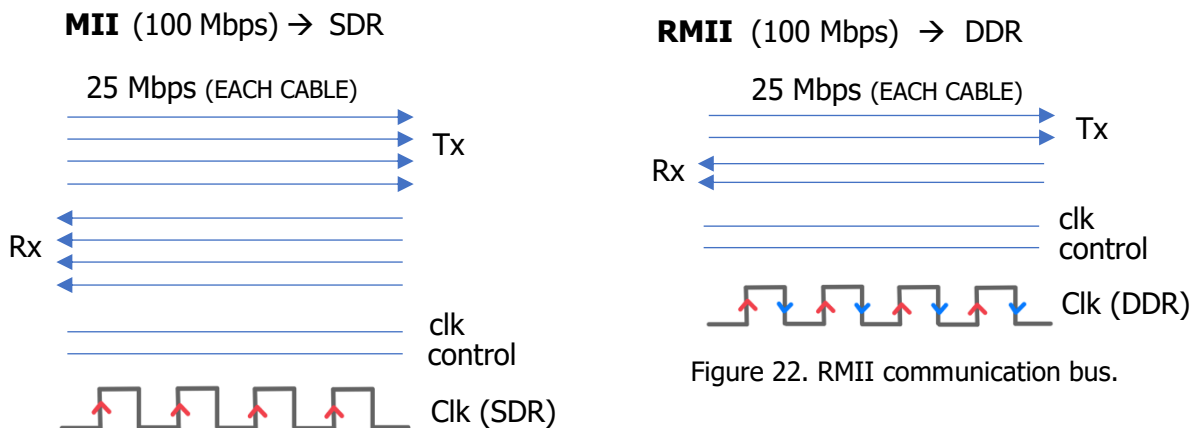 MII (100 Mbps) → SDR
25 Mbps (EACH CABLE)
Tx
Rx
clk
control
Clk (SDR)
RMII (100 Mbps) → DDR
25 Mbps (EACH CABLE)
Tx
Rx
clk
control
Clk (DDR)
Figure 22. RMII communication bus.